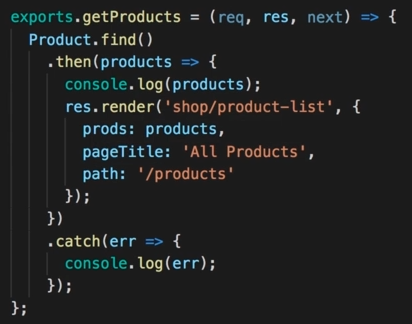 exports.getProducts = (req, res, next) => {
  Product.find()
    .then(products => {
      console.log(products);
      res.render('shop/product-list', {
        prods: products,
        pageTitle: 'All Products',
        path: '/products'
      });
    })
    .catch(err => {
      console.log(err);
    });
};